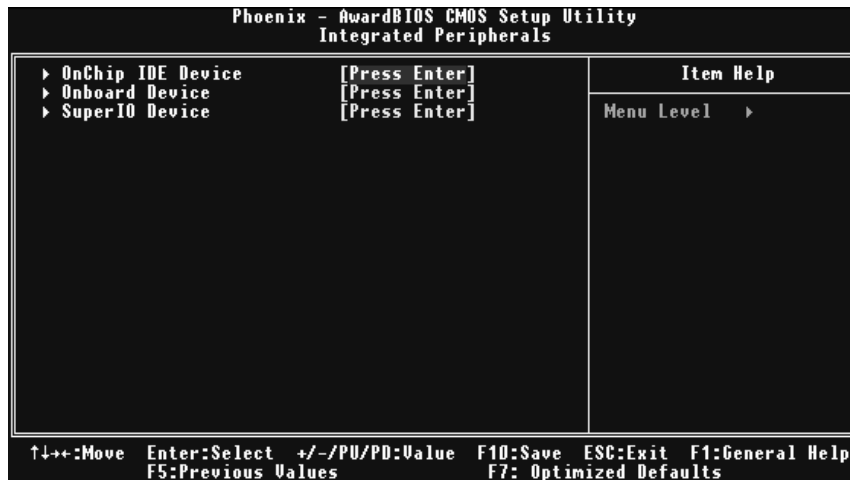 Phoenix - AwardBIOS CMOS Setup Utility
Integrated Peripherals
▸ OnChip IDE Device [Press Enter]
▸ Onboard Device [Press Enter]
▸ SuperIO Device [Press Enter]
Item Help
Menu Level ▸
↑↓→←:Move Enter:Select +/-/PU/PD:Value F10:Save ESC:Exit F1:General Help
F5:Previous Values F7: Optimized Defaults